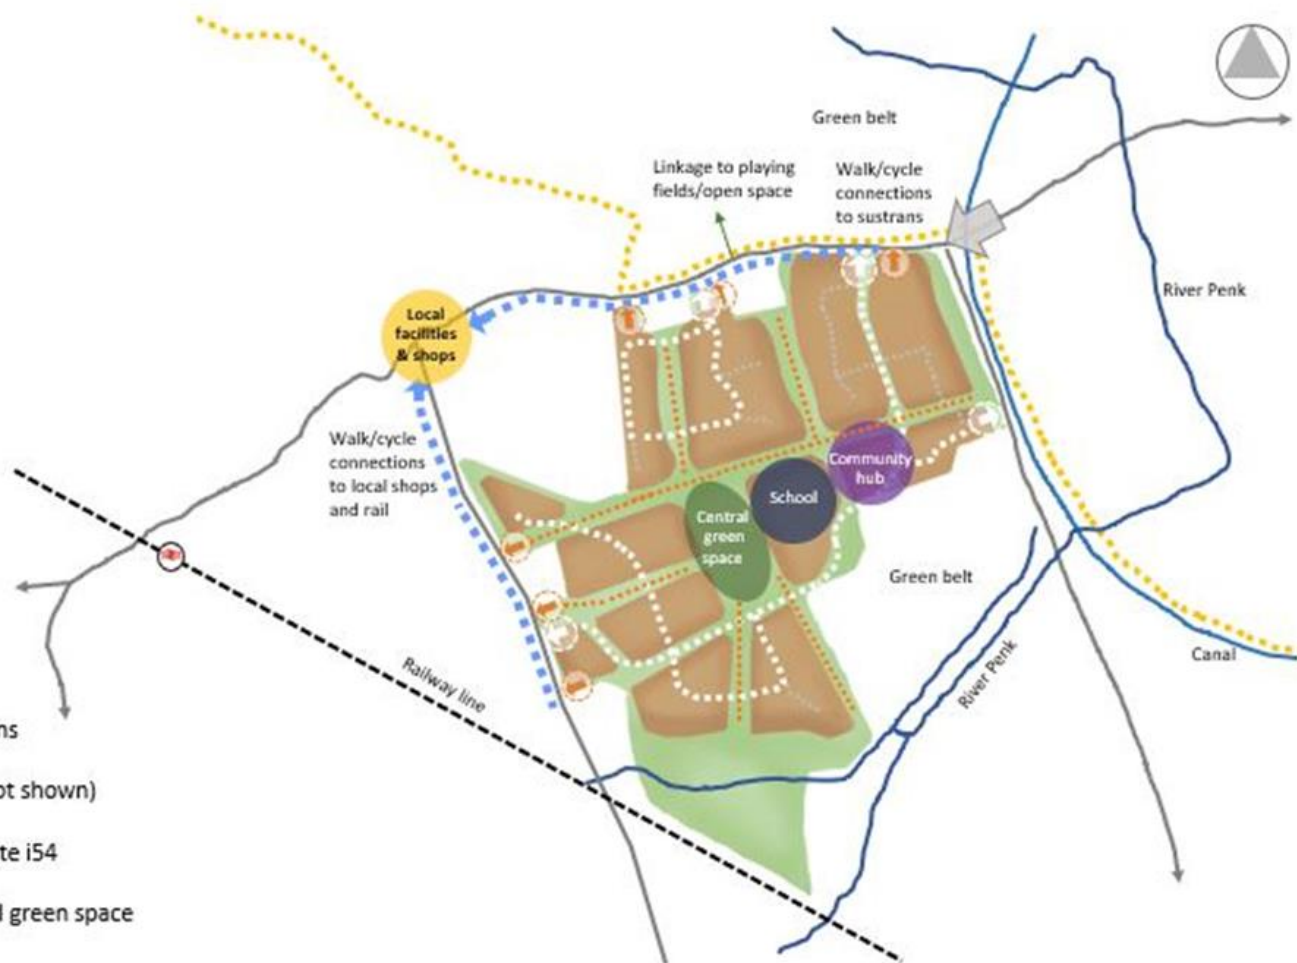 Green belt
Linkage to playing
fields/open space
Walk/cycle
connections
to sustrans
River Penk
Local
facilities
& shops
Walk/cycle
connections
to local shops
and rail
Community
hub
School
Central
green
space
Green belt
Canal
River Penk
Railway line
ot shown)
te i54
green space